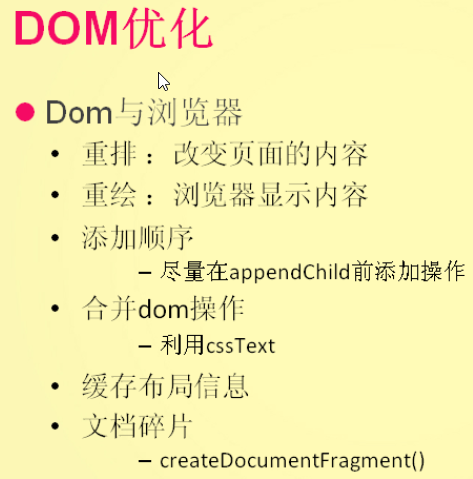 DOM优化
Dom与浏览器
重排：改变页面的内容
重绘：浏览器显示内容
添加顺序
– 尽量在appendChild前添加操作
合并dom操作
– 利用cssText
缓存布局信息
文档碎片
– createDocumentFragment()